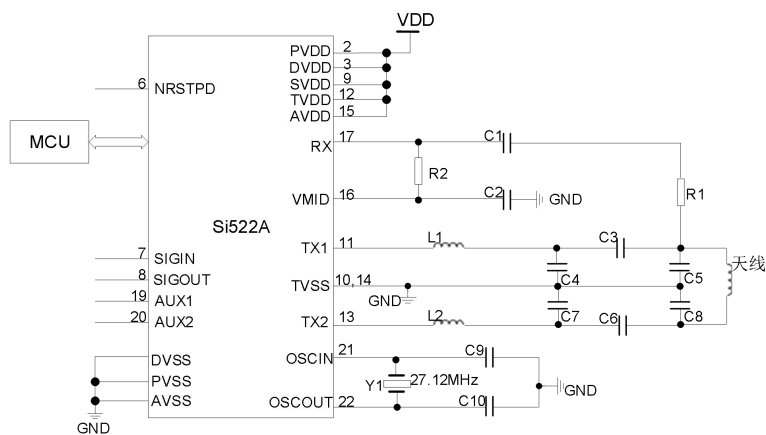 VDD
PVDD 2
DVDD 3
SVDD 9
TVDD 12
AVDD 15
6 NRSTPD
MCU
RX 17
C1
R2
R1
VMID 16
C2
GND
Si522A
TX1 11
L1
C3
7 SIGIN
8 SIGOUT
19 AUX1
20 AUX2
TVSS 10,14
GND
C4
C5
天线
TX2 13
L2
C7
C6
C8
DVSS
PVSS
AVSS
GND
OSCIN 21
C9
Y1
27.12MHz
GND
OSCOUT 22
C10